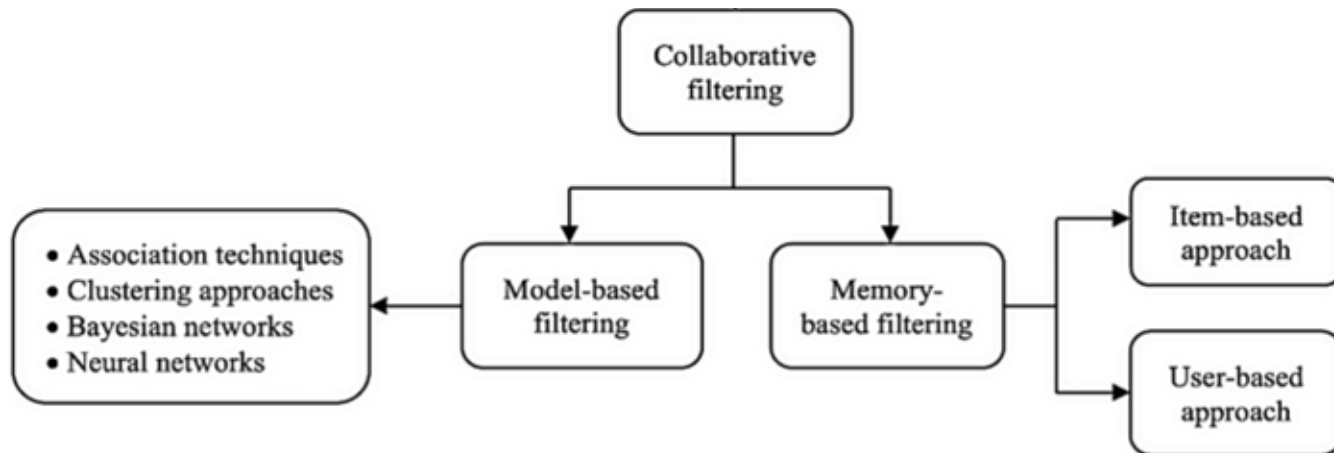 Collaborative
filtering
• Association techniques
• Clustering approaches
• Bayesian networks
• Neural networks
Model-based
filtering
Memory-
based filtering
Item-based
approach
User-based
approach